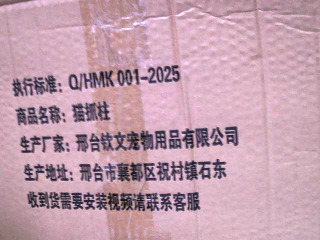 执行标准：Q/HMK 001-2025
商品名称：猫抓柱
生产厂家：邢台钦文宠物用品有限公司
生产地址：邢台市襄都区祝村镇石东
收到货需要安装视频请联系客服